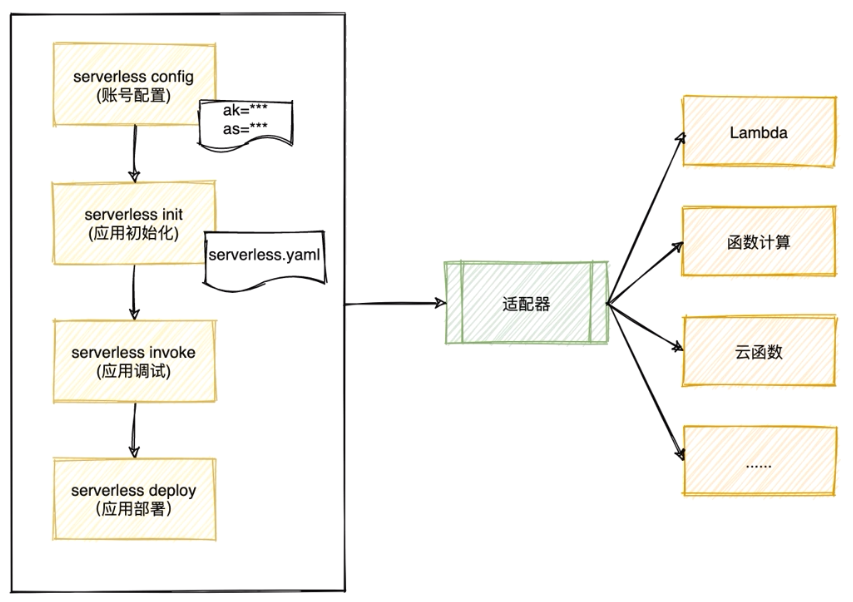 serverless config
(账号配置)
ak=***
as=***
serverless init
(应用初始化)
serverless.yaml
serverless invoke
(应用调试)
serverless deploy
（应用部署）
适配器
Lambda
函数计算
云函数
......